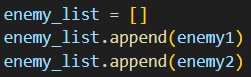 enemy_list = []
enemy_list.append(enemy1)
enemy_list.append(enemy2)